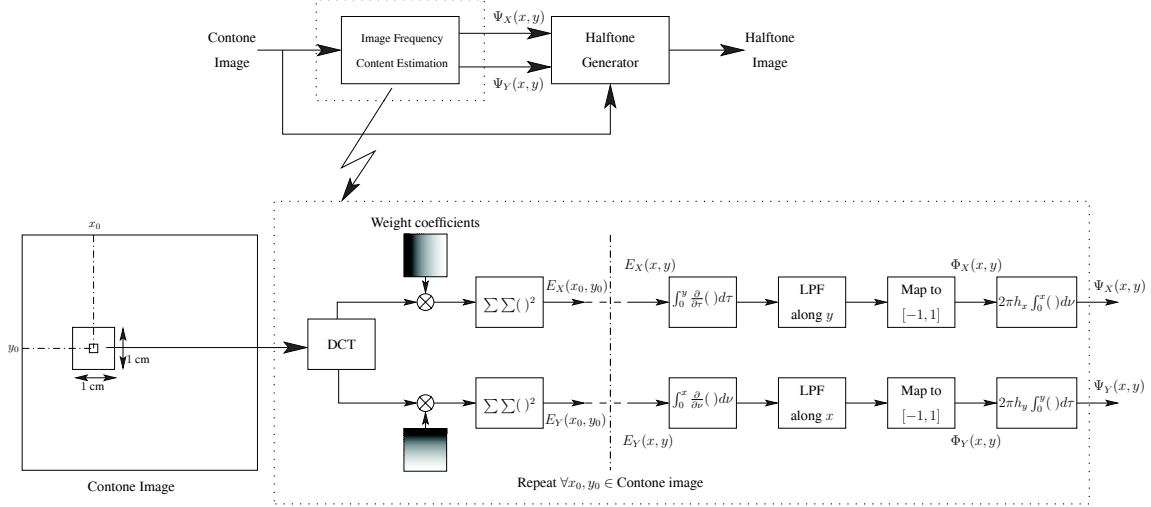 Contone
Image
Image Frequency
Content Estimation
Ψ_X(x, y)
Ψ_Y(x, y)
Halftone
Generator
Halftone
Image
x_0
y_0
1 cm
1 cm
Contone Image
Weight coefficients
DCT
∑ ∑( )^2
E_X(x_0, y_0)
E_X(x, y)
∫_0^y ∂/∂τ ( )dτ
LPF
along y
Φ_X(x, y)
Map to
[−1, 1]
2πh_x ∫_0^x( )dν
Ψ_X(x, y)
∑ ∑( )^2
E_Y(x_0, y_0)
E_Y(x, y)
∫_0^x ∂/∂ν ( )dν
LPF
along x
Map to
[−1, 1]
Φ_Y(x, y)
2πh_y ∫_0^y( )dτ
Ψ_Y(x, y)
Repeat ∀x_0, y_0 ∈ Contone image